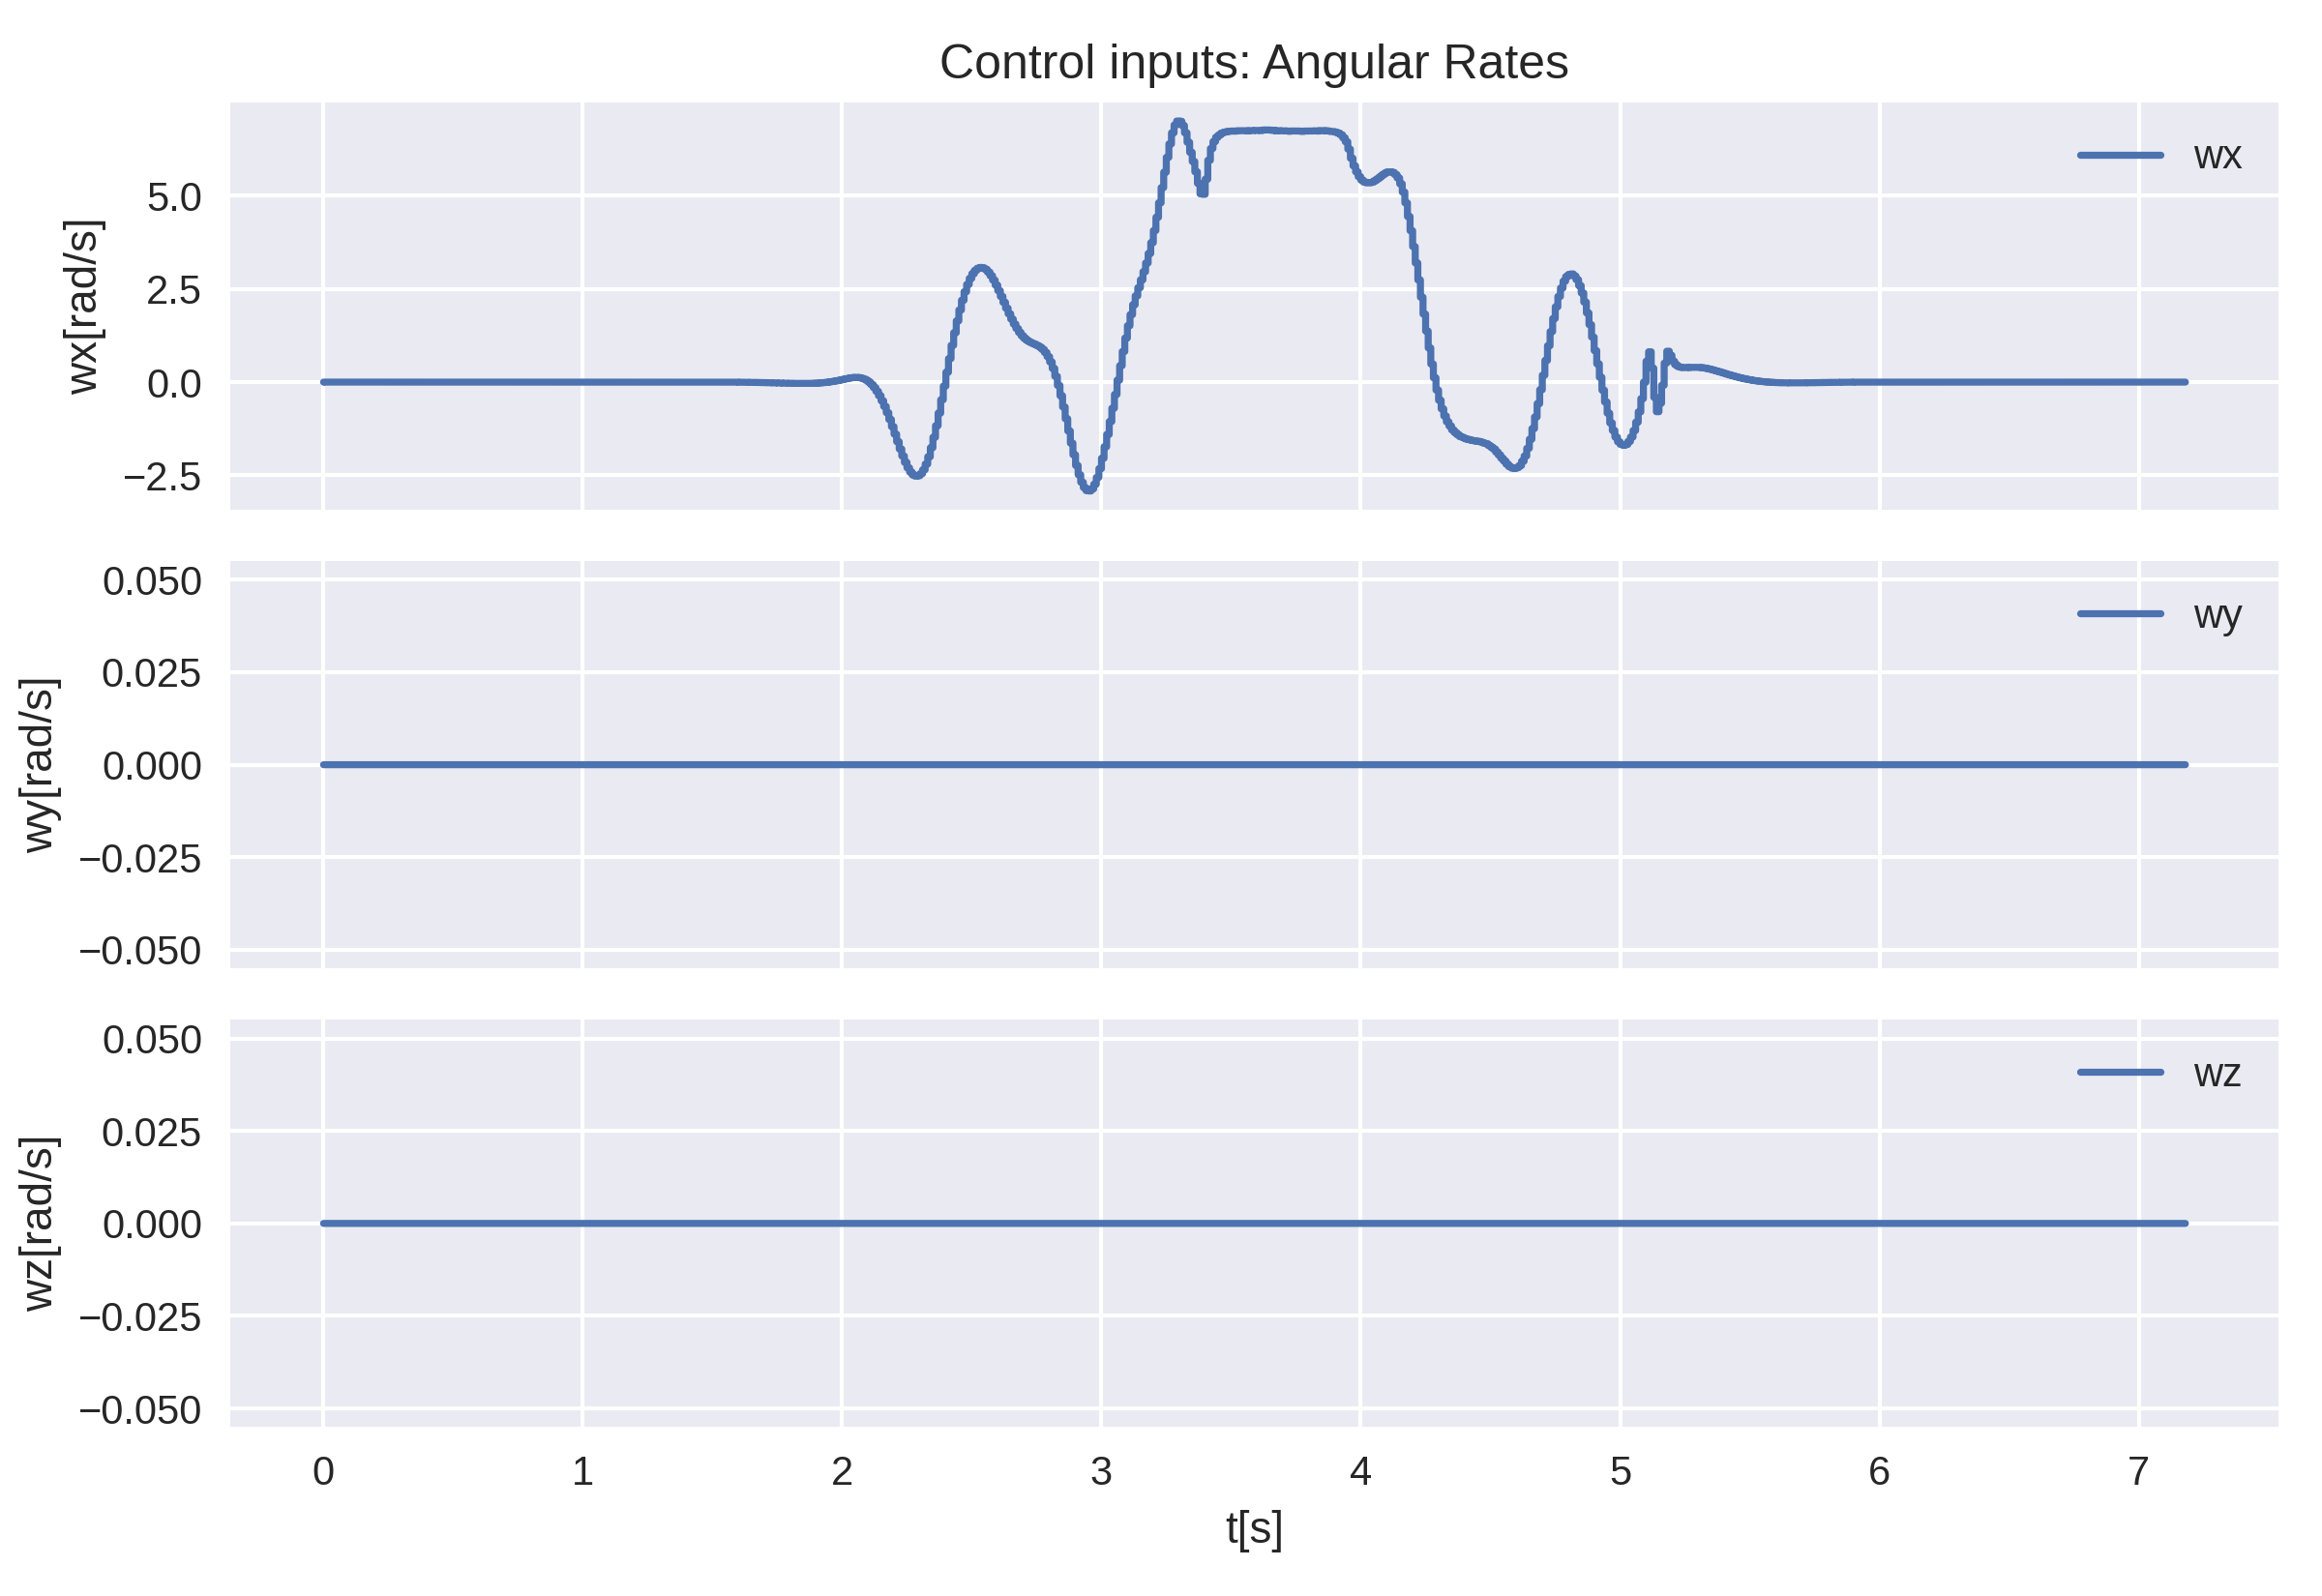 Control inputs: Angular Rates
wx[rad/s]
5.0
2.5
0.0
−2.5
wx
wy[rad/s]
0.050
0.025
0.000
−0.025
−0.050
wy
wz[rad/s]
0.050
0.025
0.000
−0.025
−0.050
wz
0 1 2 3 4 5 6 7
t[s]